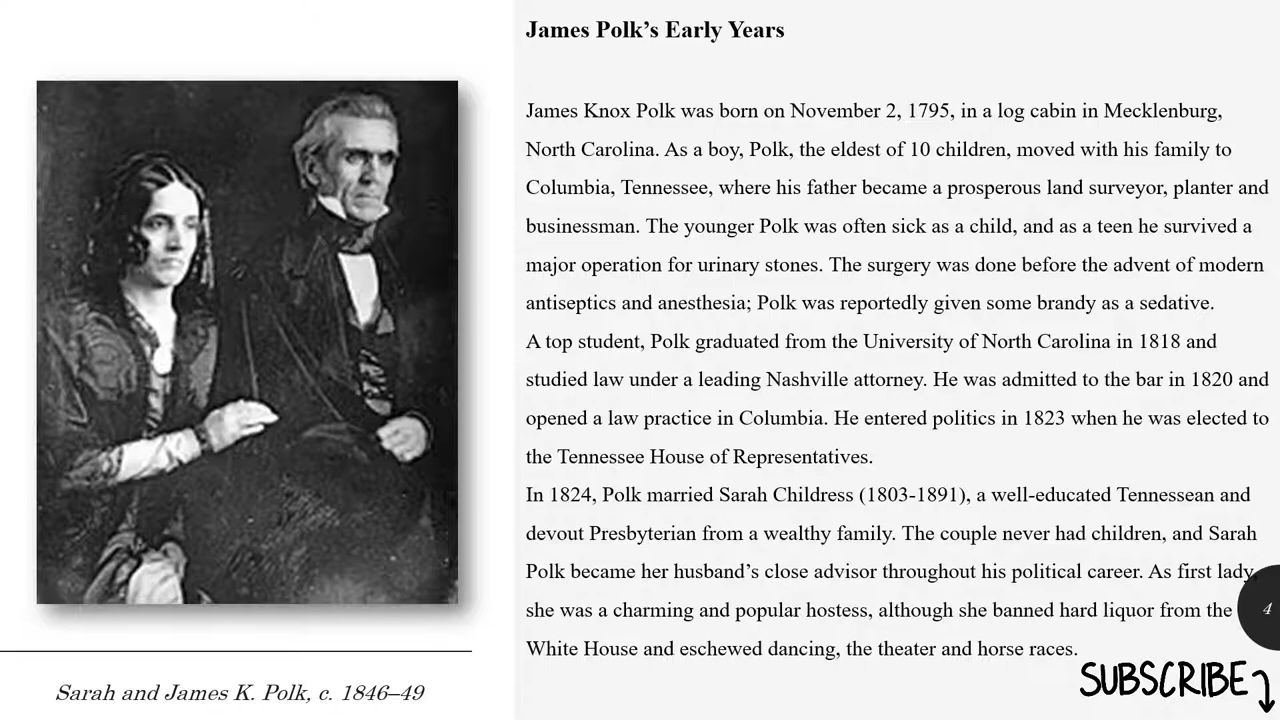 James Polk’s Early Years
James Knox Polk was born on November 2, 1795, in a log cabin in Mecklenburg,
North Carolina. As a boy, Polk, the eldest of 10 children, moved with his family to
Columbia, Tennessee, where his father became a prosperous land surveyor, planter and
businessman. The younger Polk was often sick as a child, and as a teen he survived a
major operation for urinary stones. The surgery was done before the advent of modern
antiseptics and anesthesia; Polk was reportedly given some brandy as a sedative.
A top student, Polk graduated from the University of North Carolina in 1818 and
studied law under a leading Nashville attorney. He was admitted to the bar in 1820 and
opened a law practice in Columbia. He entered politics in 1823 when he was elected to
the Tennessee House of Representatives.
In 1824, Polk married Sarah Childress (1803-1891), a well-educated Tennessean and
devout Presbyterian from a wealthy family. The couple never had children, and Sarah
Polk became her husband’s close advisor throughout his political career. As first lady,
she was a charming and popular hostess, although she banned hard liquor from the
White House and eschewed dancing, the theater and horse races.
4
Sarah and James K. Polk, c. 1846–49
SUBSCRIBE